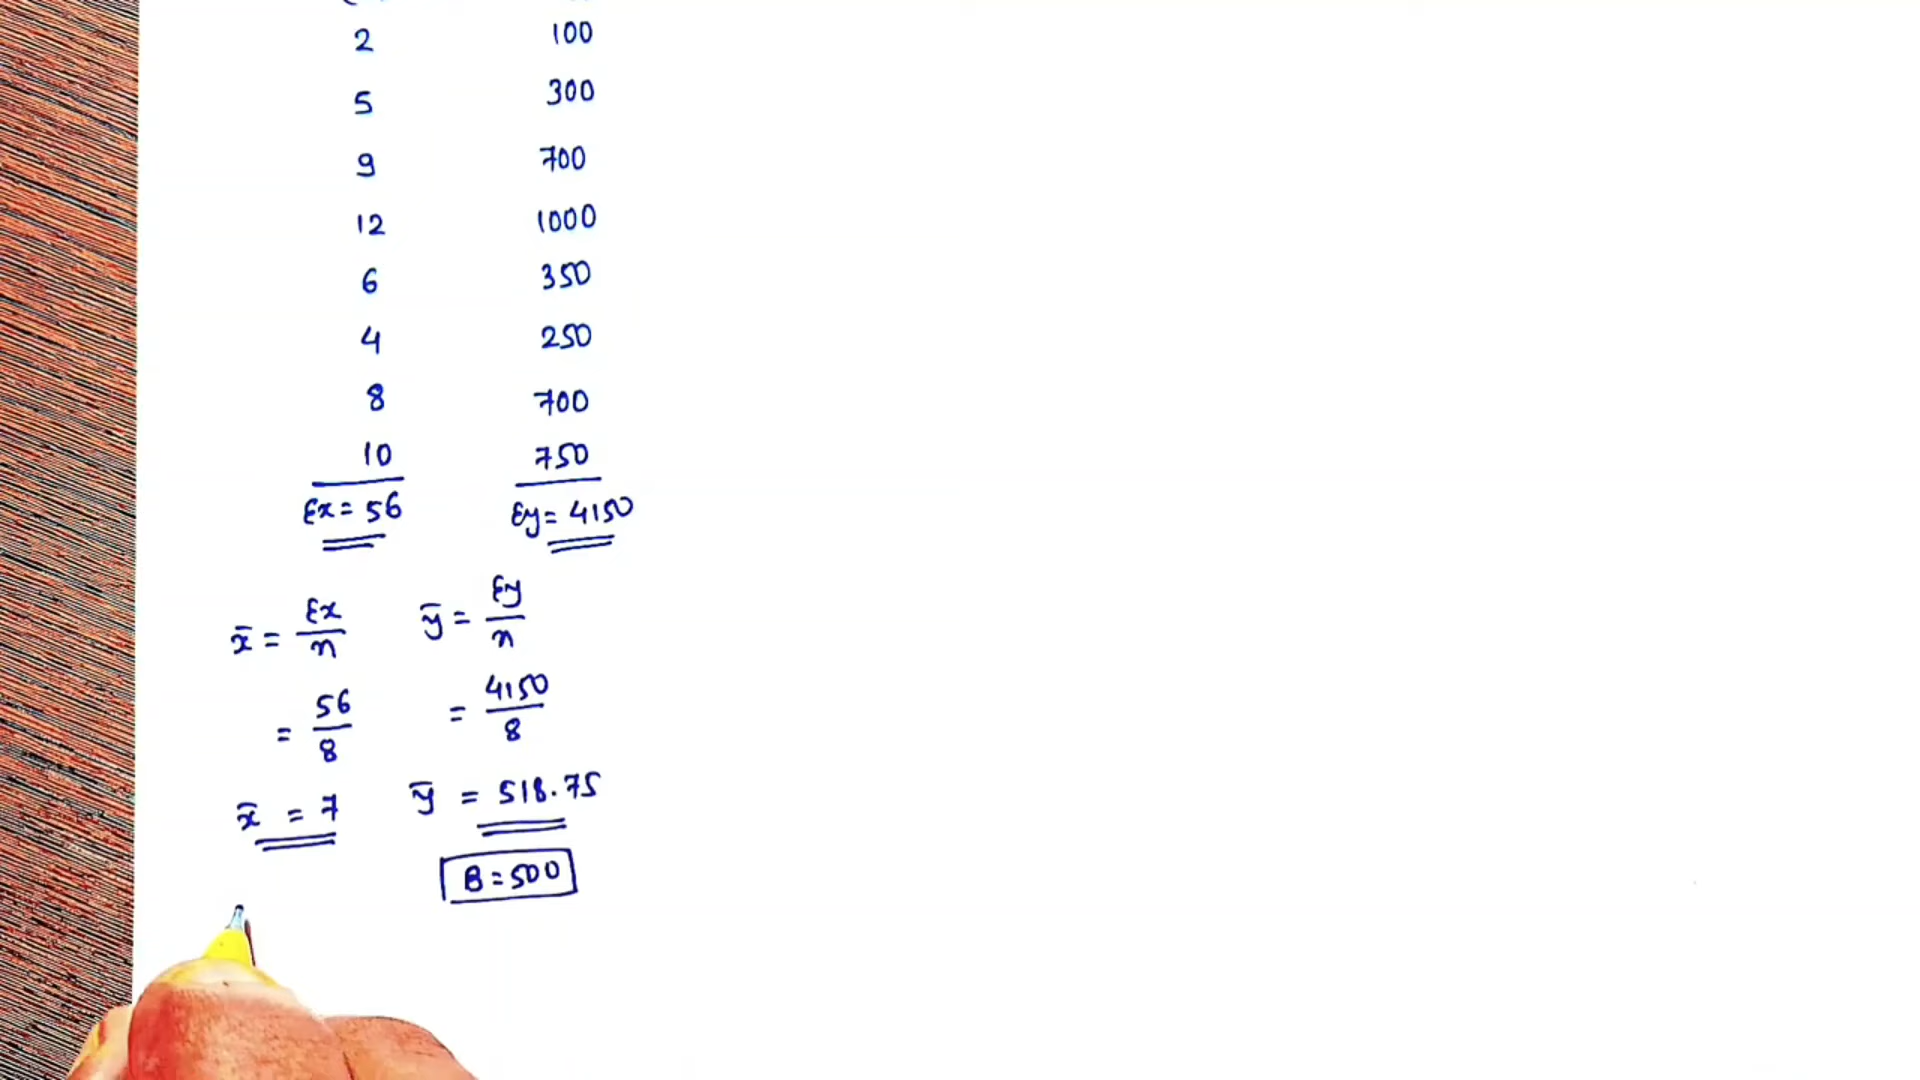 2 100
5 300
9 700
12 1000
6 350
4 250
8 700
10 750
Σx = 56 Σy = 4150
x̄ = Σx/n ȳ = Σy/n
= 56/8 = 4150/8
x̄ = 7 ȳ = 518.75
B = 500